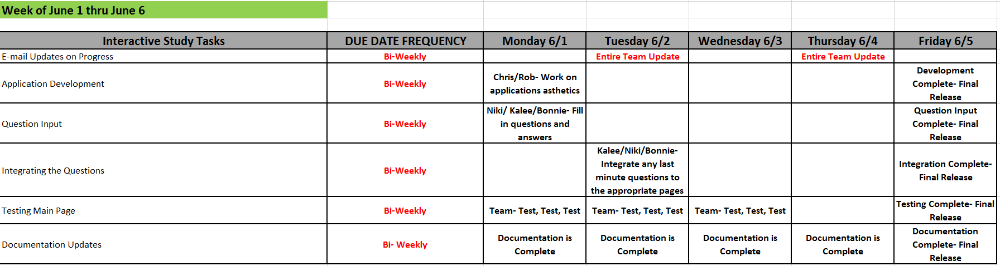 Week of June 1 thru June 6
Interactive Study Tasks DUE DATE FREQUENCY Monday 6/1 Tuesday 6/2 Wednesday 6/3 Thursday 6/4 Friday 6/5
E-mail Updates on Progress Bi-Weekly Entire Team Update Entire Team Update
Application Development Bi-Weekly
Chris/Rob- Work on
applications asthetics
Development
Complete- Final
Release
Question Input Bi-Weekly
Niki/ Kalee/Bonnie- Fill
in questions and
answers
Question Input
Complete- Final
Release
Integrating the Questions Bi-Weekly
Kalee/Niki/Bonnie-
Integrate any last
minute questions to
the appropriate pages
Integration Complete-
Final Release
Testing Main Page Bi-Weekly Team- Test, Test, Test Team- Test, Test, Test Team- Test, Test, Test
Testing Complete- Final
Release
Documentation Updates Bi- Weekly
Documentation is
Complete
Documentation is
Complete
Documentation is
Complete
Documentation is
Complete
Documentation
Complete- Final
Release